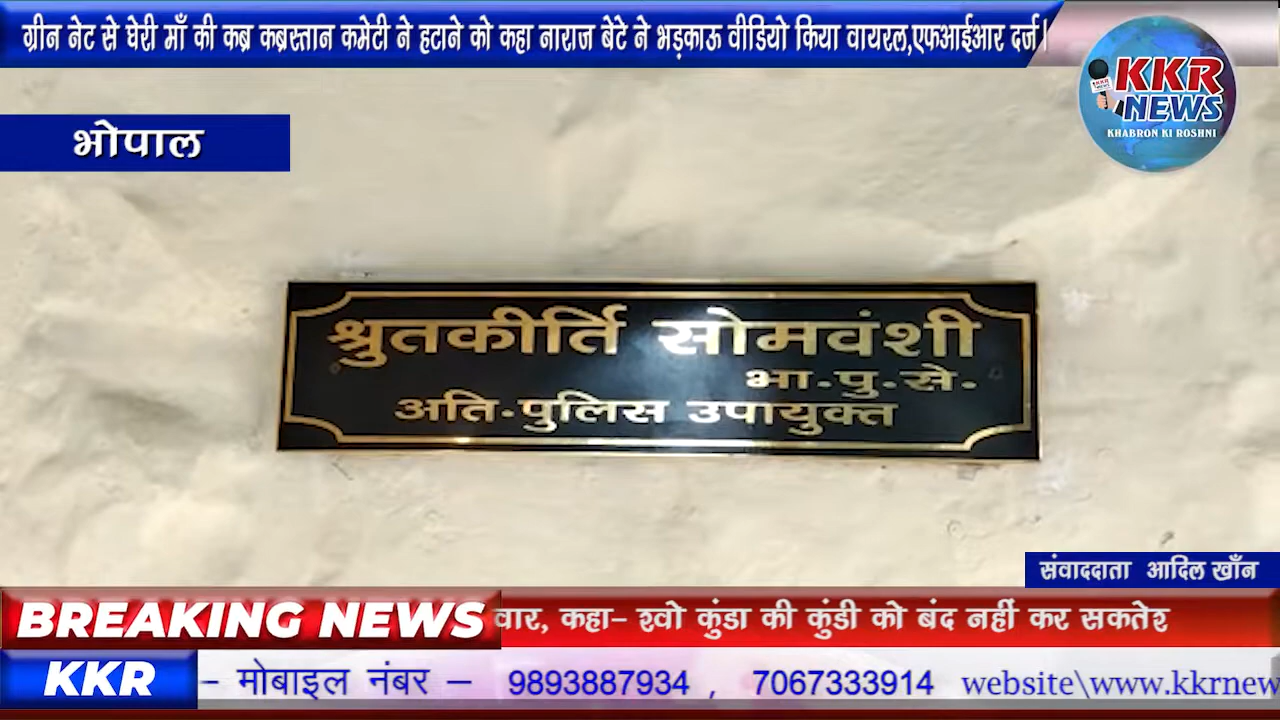 ग्रीन नेट से घेरी माँ की कब्र कब्रस्तान कमेटी ने हटाने को कहा नाराज बेटे ने भड़काऊ वीडियो किया वायरल,एफआईआर दर्ज|
KKR
NEWS
KHABRON KI ROSHNI
भोपाल
श्रुतकीर्ति सोमवंशी
भा.पु.से.
अति.पुलिस उपायुक्त
संवाददाता आदिल खाँन
BREAKING NEWS वार, कहा– श्वो कुंडा की कुंडी को बंद नहीं कर सकतेश
KKR – मोबाइल नंबर – 9893887934 , 7067333914 website\www.kkrnew